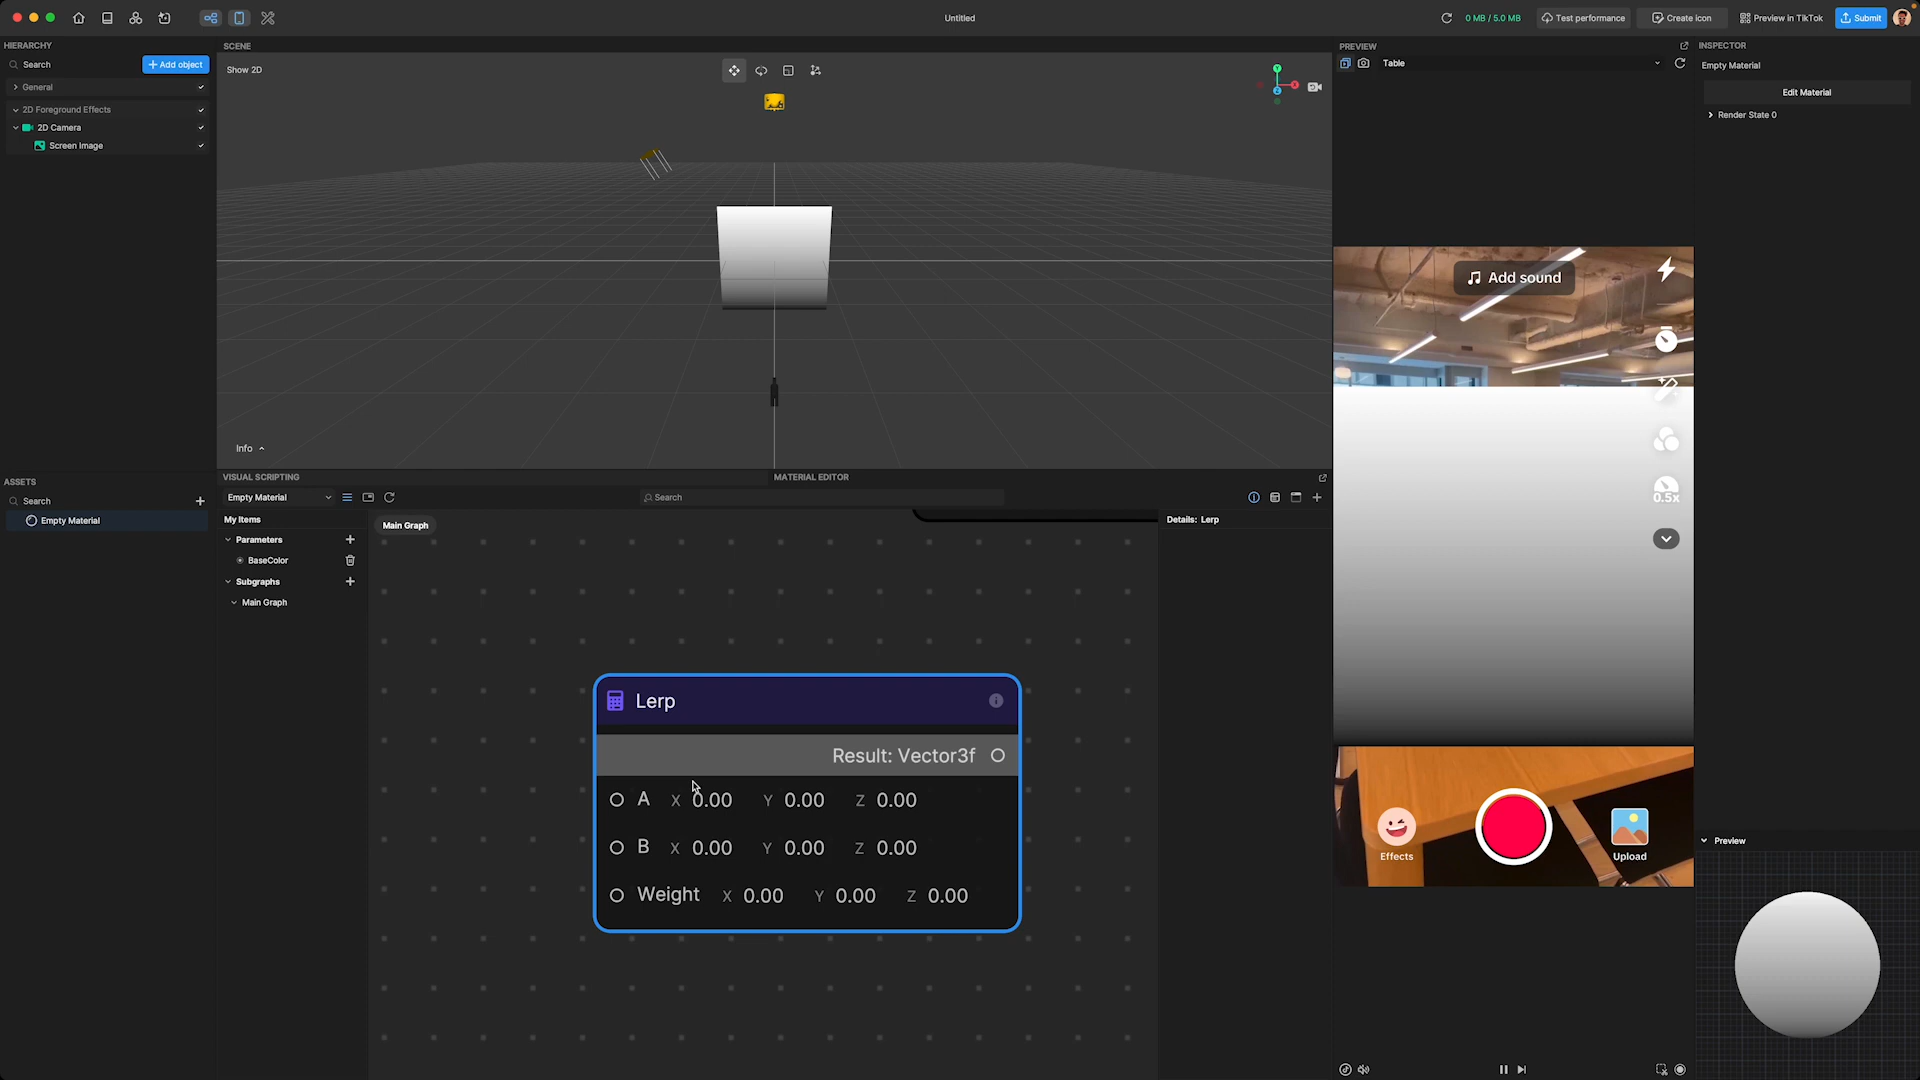 Untitled
0 MB / 5.0 MB
Test performance
Create icon
Preview in TikTok
Submit
HIERARCHY
Search
Add object
General
2D Foreground Effects
2D Camera
Screen Image
SCENE
Show 2D
Info
PREVIEW
Table
Add sound
0.5x
Effects
Upload
INSPECTOR
Empty Material
Edit Material
Render State 0
Preview
ASSETS
Search
Empty Material
VISUAL SCRIPTING
MATERIAL EDITOR
Empty Material
Search
My Items
Parameters
BaseColor
Subgraphs
Main Graph
Main Graph
Details: Lerp
Lerp
Result: Vector3f
A X 0.00 Y 0.00 Z 0.00
B X 0.00 Y 0.00 Z 0.00
Weight X 0.00 Y 0.00 Z 0.00